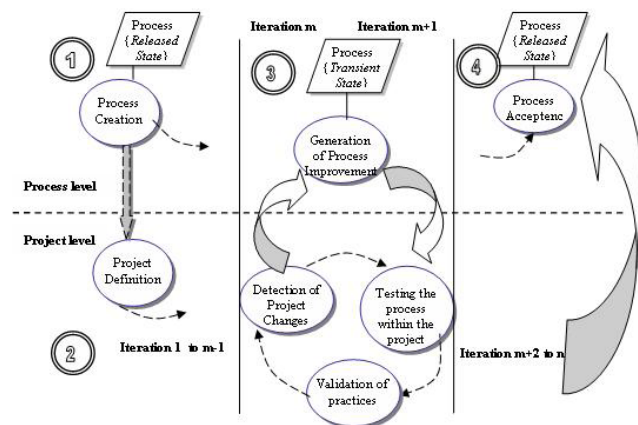 1
Process
{Released
State}
Process
Creation
Process level
Project level
Project
Definition
2
Iteration 1 to m-1
Iteration m
Iteration m+1
3
Process
{Transient
State}
Generation
of Process
Improvement
Detection of
Project
Changes
Testing the
process
within the
project
Validation of
practices
4
Process
{Released
State}
Process
Acceptenc
Iteration m+2 to n